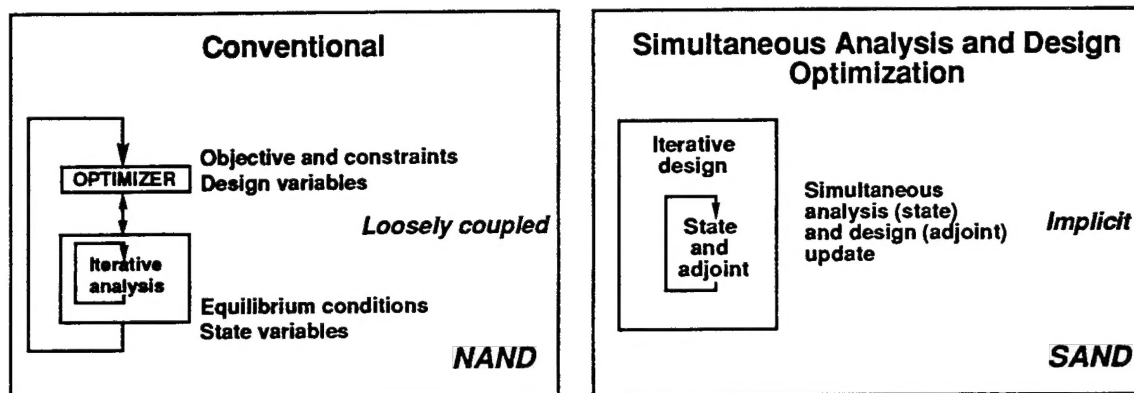 Conventional
OPTIMIZER
Objective and constraints
Design variables
Loosely coupled
Iterative
analysis
Equilibrium conditions
State variables
NAND
Simultaneous Analysis and Design
Optimization
Iterative
design
State
and
adjoint
Simultaneous
analysis (state)
and design (adjoint)
update
Implicit
SAND